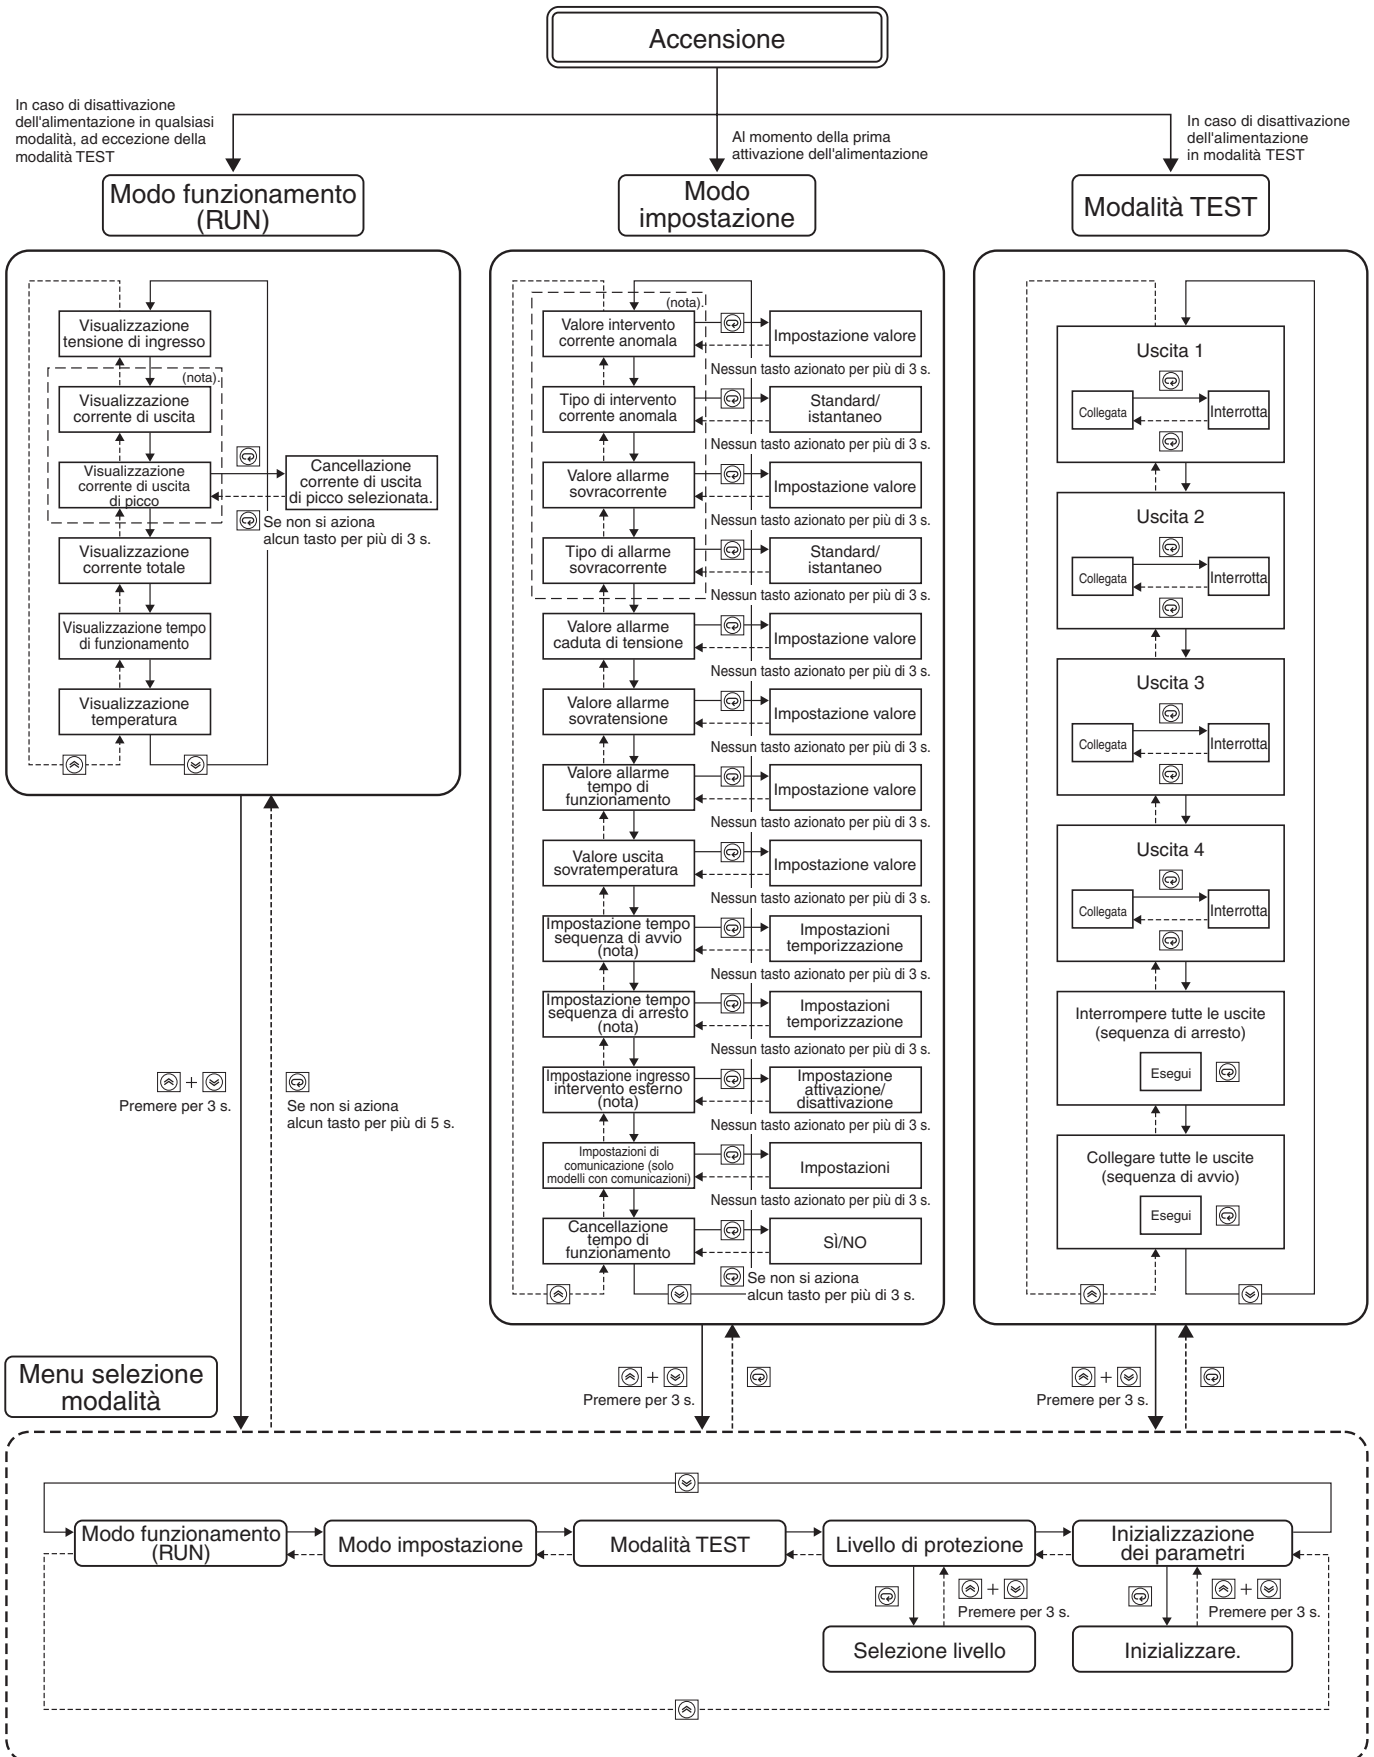 Accensione
In caso di disattivazione
dell'alimentazione in qualsiasi
modalità, ad eccezione della
modalità TEST
Al momento della prima
attivazione dell'alimentazione
In caso di disattivazione
dell'alimentazione
in modalità TEST
Modo funzionamento
(RUN)
Modo
impostazione
Modalità TEST
Visualizzazione
tensione di ingresso
(nota).
Visualizzazione
corrente di uscita
Visualizzazione
corrente di uscita
di picco
Cancellazione
corrente di uscita
di picco selezionata.
Se non si aziona
alcun tasto per più di 3 s.
Visualizzazione
corrente totale
Visualizzazione tempo
di funzionamento
Visualizzazione
temperatura
(nota).
Valore intervento
corrente anomala
Impostazione valore
Nessun tasto azionato per più di 3 s.
Tipo di intervento
corrente anomala
Standard/
istantaneo
Nessun tasto azionato per più di 3 s.
Valore allarme
sovracorrente
Impostazione valore
Nessun tasto azionato per più di 3 s.
Tipo di allarme
sovracorrente
Standard/
istantaneo
Nessun tasto azionato per più di 3 s.
Valore allarme
caduta di tensione
Impostazione valore
Nessun tasto azionato per più di 3 s.
Valore allarme
sovratensione
Impostazione valore
Nessun tasto azionato per più di 3 s.
Valore allarme
tempo di
funzionamento
Impostazione valore
Nessun tasto azionato per più di 3 s.
Valore uscita
sovratemperatura
Impostazione valore
Nessun tasto azionato per più di 3 s.
Impostazione tempo
sequenza di avvio
(nota)
Impostazioni
temporizzazione
Nessun tasto azionato per più di 3 s.
Impostazione tempo
sequenza di arresto
(nota)
Impostazioni
temporizzazione
Nessun tasto azionato per più di 3 s.
Impostazione ingresso
intervento esterno
(nota)
Impostazione
attivazione/
disattivazione
Nessun tasto azionato per più di 3 s.
Impostazioni di
comunicazione (solo
modelli con comunicazioni)
Impostazioni
Nessun tasto azionato per più di 3 s.
Cancellazione
tempo di
funzionamento
SÌ/NO
Se non si aziona
alcun tasto per più di 3 s.
Uscita 1
Collegata
Interrotta
Uscita 2
Collegata
Interrotta
Uscita 3
Collegata
Interrotta
Uscita 4
Collegata
Interrotta
Interrompere tutte le uscite
(sequenza di arresto)
Esegui
Collegare tutte le uscite
(sequenza di avvio)
Esegui
+
Premere per 3 s.
Se non si aziona
alcun tasto per più di 5 s.
+
Premere per 3 s.
+
Premere per 3 s.
Menu selezione
modalità
Modo funzionamento
(RUN)
Modo impostazione
Modalità TEST
Livello di protezione
Inizializzazione
dei parametri
+
Premere per 3 s.
+
Premere per 3 s.
Selezione livello
Inizializzare.